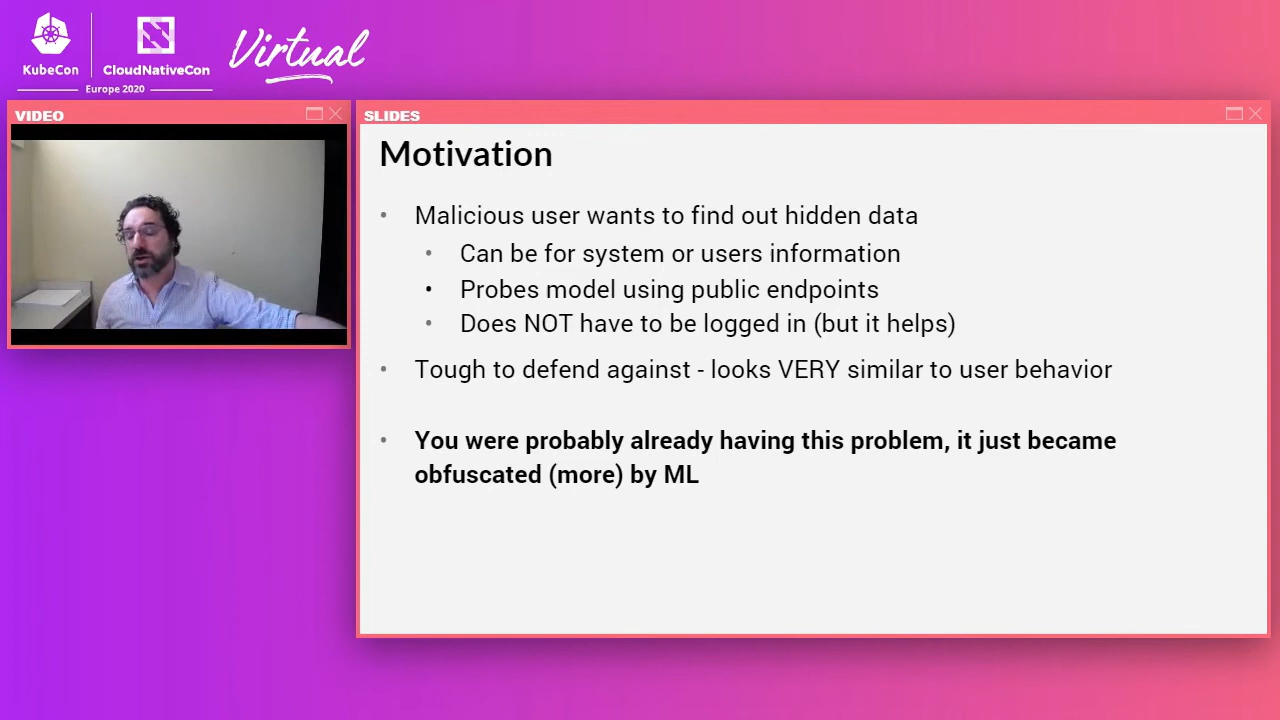 KubeCon
CloudNativeCon
Europe 2020
Virtual
VIDEO
SLIDES
Motivation
• Malicious user wants to find out hidden data
• Can be for system or users information
• Probes model using public endpoints
• Does NOT have to be logged in (but it helps)
• Tough to defend against - looks VERY similar to user behavior
• You were probably already having this problem, it just became
obfuscated (more) by ML